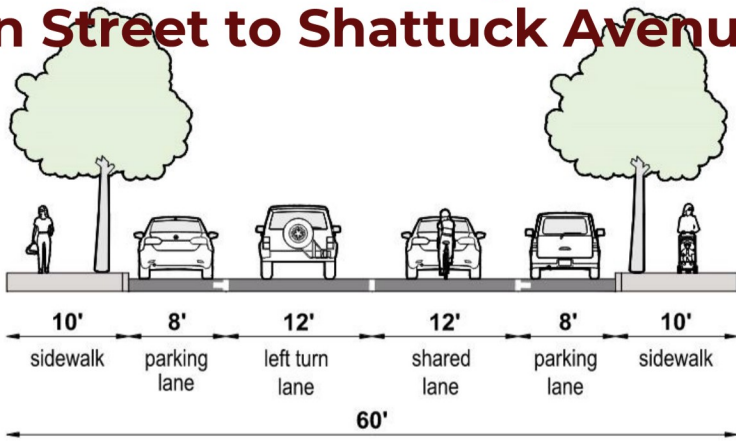 n Street to Shattuck Avenu
10' 8' 12' 12' 8' 10'
sidewalk parking left turn shared parking sidewalk
lane lane lane lane
60'